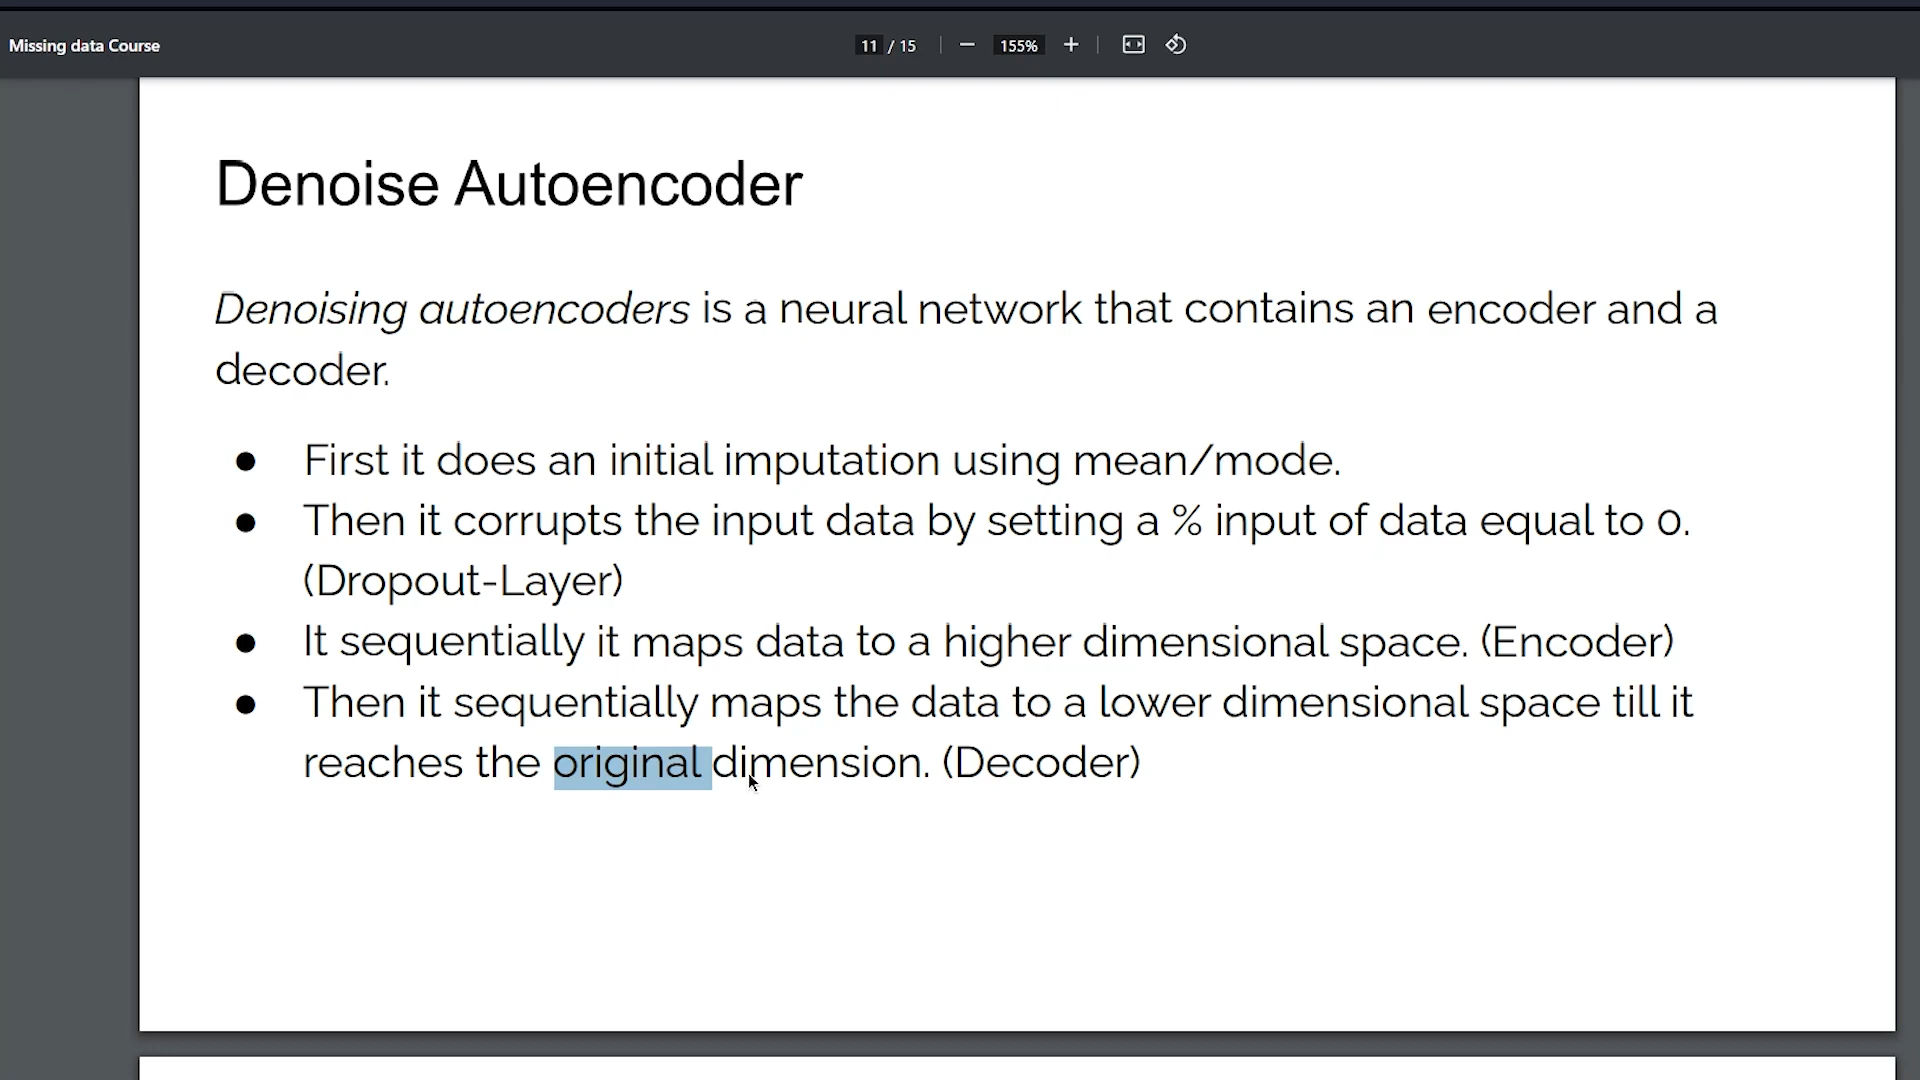 Missing data Course
11 / 15
155%
Denoise Autoencoder
Denoising autoencoders is a neural network that contains an encoder and a
decoder.
● First it does an initial imputation using mean/mode.
● Then it corrupts the input data by setting a % input of data equal to 0.
(Dropout-Layer)
● It sequentially it maps data to a higher dimensional space. (Encoder)
● Then it sequentially maps the data to a lower dimensional space till it
reaches the original dimension. (Decoder)